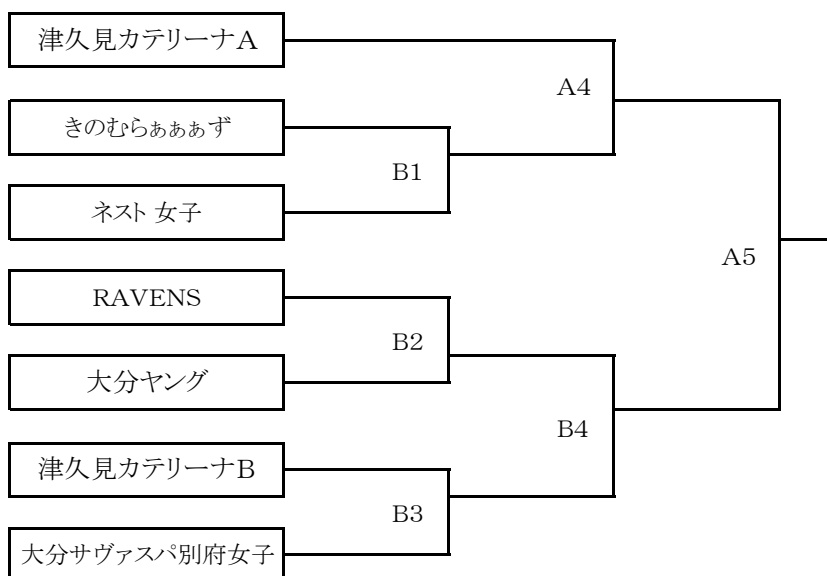 津久見カテリーナA
A4
きのむらぁぁぁず
B1
ネスト 女子
A5
RAVENS
B2
大分ヤング
B4
津久見カテリーナB
B3
大分サヴァスパ別府女子